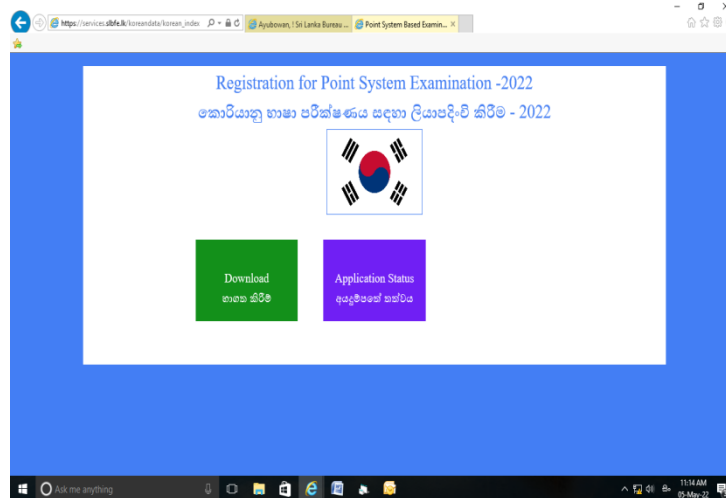 https://services.slbfe.lk/koreandata/korean_index
Ayubowan, ! Sri Lanka Bureau ...
Point System Based Examin...
Registration for Point System Examination -2022
කොරියානු භාෂා පරීක්ෂණය සඳහා ලියාපදිංචි කිරීම - 2022
Download
භාගත කිරීම්
Application Status
අයදුම්පතේ තත්වය
Ask me anything
11:14 AM
05-May-22